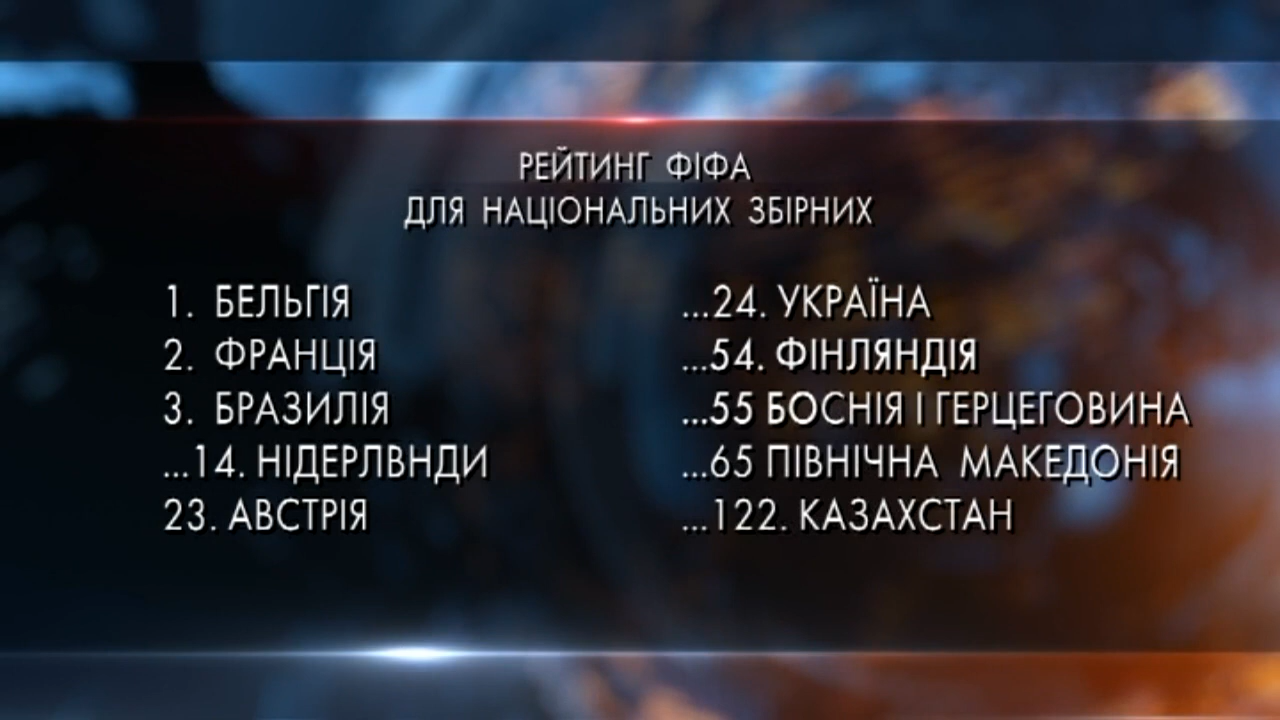 РЕЙТИНГ ФІФА
ДЛЯ НАЦІОНАЛЬНИХ ЗБІРНИХ
1. БЕЛЬГІЯ
2. ФРАНЦІЯ
3. БРАЗИЛІЯ
...14. НІДЕРЛВНДИ
23. АВСТРІЯ
...24. УКРАЇНА
...54. ФІНЛЯНДІЯ
...55 БОСНІЯ І ГЕРЦЕГОВИНА
...65 ПІВНІЧНА МАКЕДОНІЯ
...122. КАЗАХСТАН